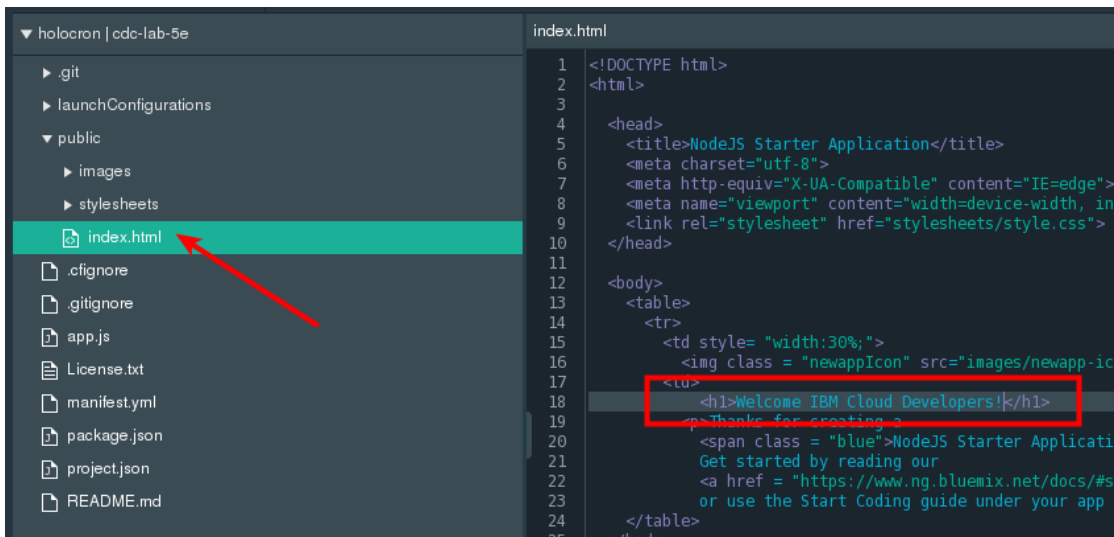 holocron | cdc-lab-5e
.git
launchConfigurations
public
images
stylesheets
index.html
.cfignore
.gitignore
app.js
License.txt
manifest.yml
package.json
project.json
README.md
index.html
1 <!DOCTYPE html>
2 <html>
3
4 <head>
5 <title>NodeJS Starter Application</title>
6 <meta charset="utf-8">
7 <meta http-equiv="X-UA-Compatible" content="IE=edge">
8 <meta name="viewport" content="width=device-width, in
9 <link rel="stylesheet" href="stylesheets/style.css">
10 </head>
11
12 <body>
13 <table>
14 <tr>
15 <td style= "width:30%;">
16 <img class = "newappIcon" src="images/newapp-ic
17 <td>
18 <h1>Welcome IBM Cloud Developers!</h1>
19 <p>Thanks for creating a
20 <span class = "blue">NodeJS Starter Applicati
21 Get started by reading our
22 <a href = "https://www.ng.bluemix.net/docs/#s
23 or use the Start Coding guide under your app
24 </table>